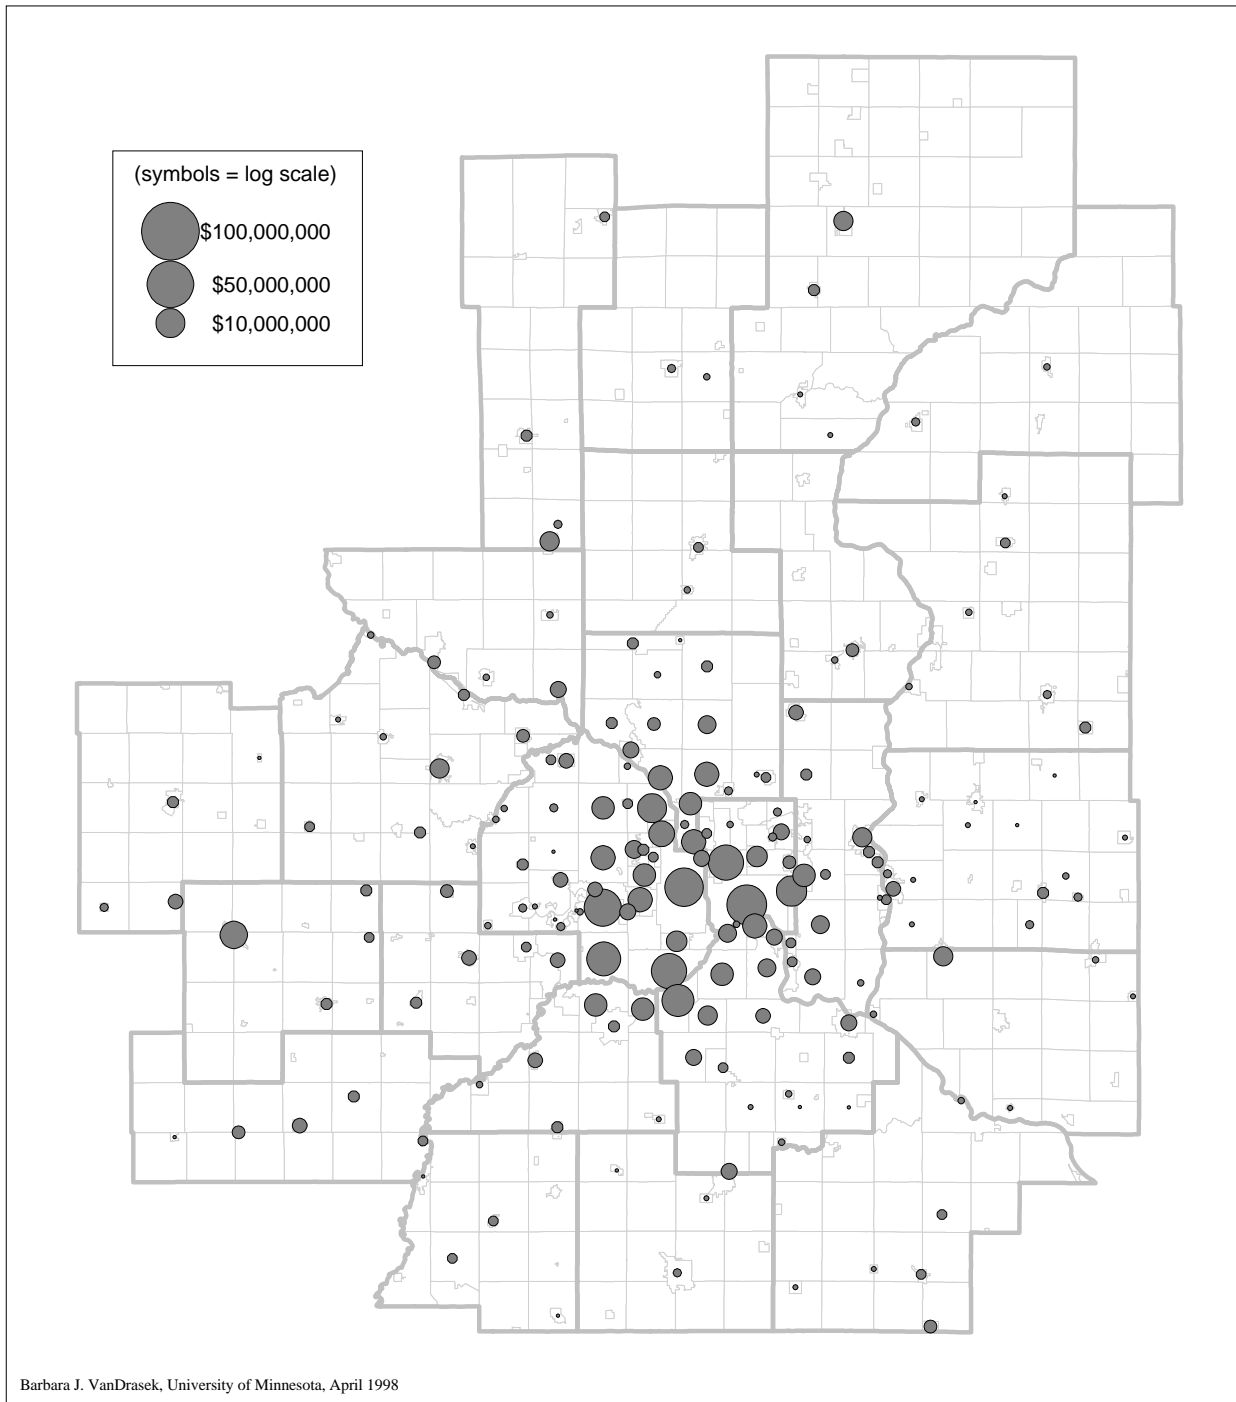 (symbols = log scale)
$100,000,000
$50,000,000
$10,000,000
Barbara J. VanDrasek, University of Minnesota, April 1998